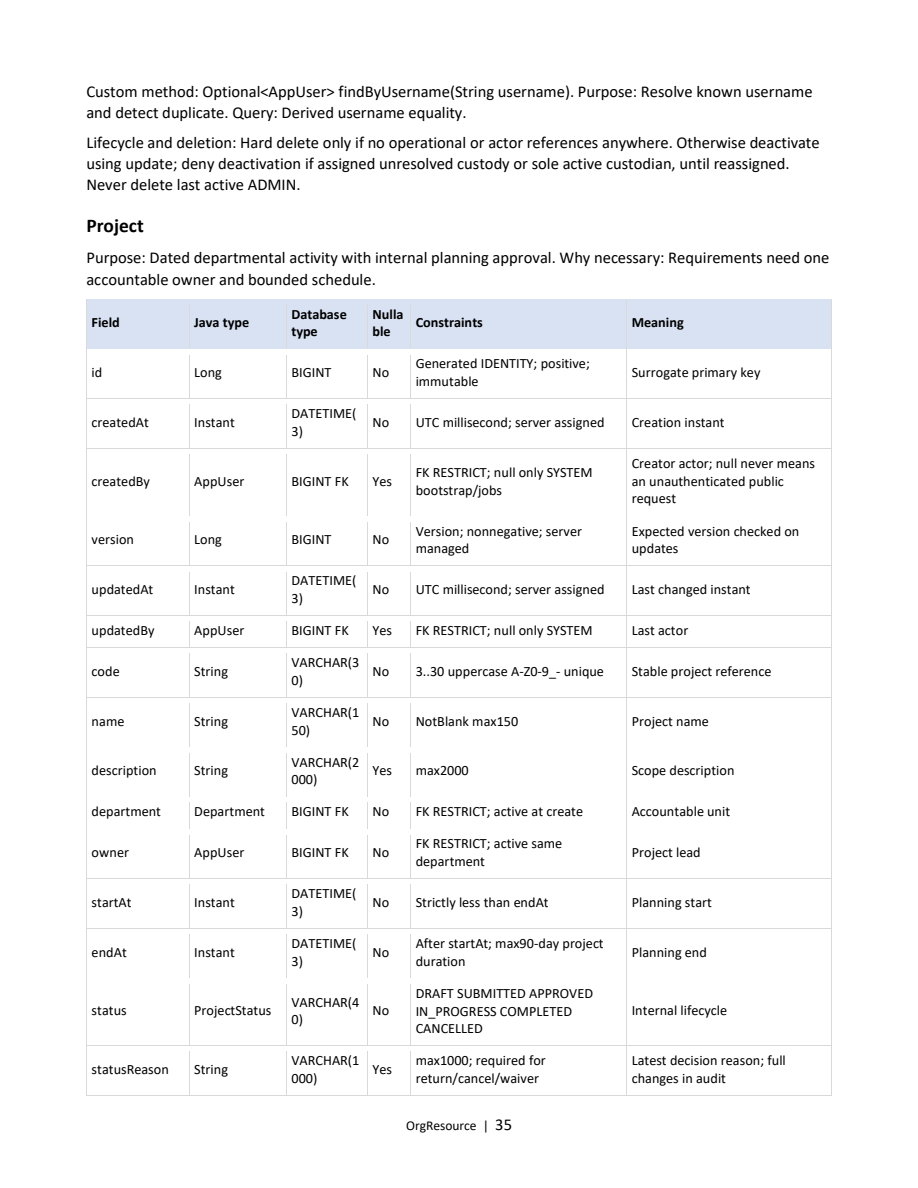 Custom method: Optional<AppUser> findByUsername(String username). Purpose: Resolve known username
and detect duplicate. Query: Derived username equality.
Lifecycle and deletion: Hard delete only if no operational or actor references anywhere. Otherwise deactivate
using update; deny deactivation if assigned unresolved custody or sole active custodian, until reassigned.
Never delete last active ADMIN.
Project
Purpose: Dated departmental activity with internal planning approval. Why necessary: Requirements need one
accountable owner and bounded schedule.
Field
Java type
Database
type
Nulla
ble
Constraints
Meaning
id
Long
BIGINT
No
Generated IDENTITY; positive;
immutable
Surrogate primary key
createdAt
Instant
DATETIME(
3)
No
UTC millisecond; server assigned
Creation instant
createdBy
AppUser
BIGINT FK
Yes
FK RESTRICT; null only SYSTEM
bootstrap/jobs
Creator actor; null never means
an unauthenticated public
request
version
Long
BIGINT
No
Version; nonnegative; server
managed
Expected version checked on
updates
updatedAt
Instant
DATETIME(
3)
No
UTC millisecond; server assigned
Last changed instant
updatedBy
AppUser
BIGINT FK
Yes
FK RESTRICT; null only SYSTEM
Last actor
code
String
VARCHAR(3
0)
No
3..30 uppercase A-Z0-9_- unique
Stable project reference
name
String
VARCHAR(1
50)
No
NotBlank max150
Project name
description
String
VARCHAR(2
000)
Yes
max2000
Scope description
department
Department
BIGINT FK
No
FK RESTRICT; active at create
Accountable unit
owner
AppUser
BIGINT FK
No
FK RESTRICT; active same
department
Project lead
startAt
Instant
DATETIME(
3)
No
Strictly less than endAt
Planning start
endAt
Instant
DATETIME(
3)
No
After startAt; max90-day project
duration
Planning end
status
ProjectStatus
VARCHAR(4
0)
No
DRAFT SUBMITTED APPROVED
IN_PROGRESS COMPLETED
CANCELLED
Internal lifecycle
statusReason
String
VARCHAR(1
000)
Yes
max1000; required for
return/cancel/waiver
Latest decision reason; full
changes in audit
OrgResource | 35